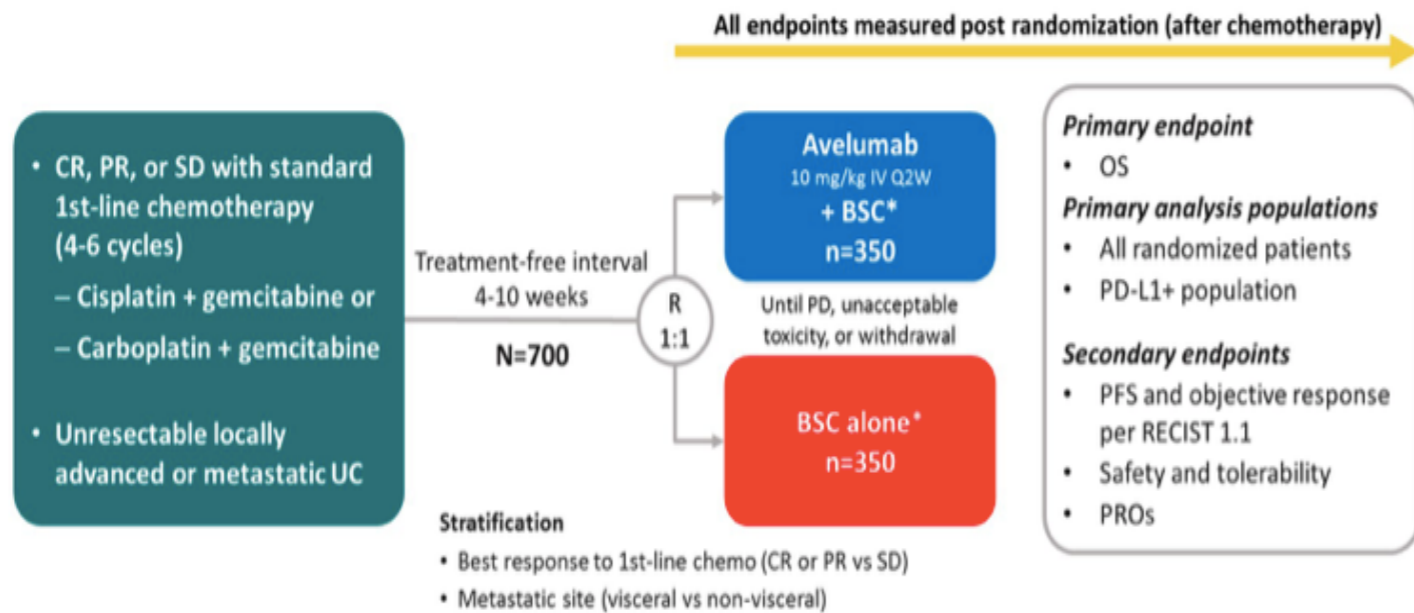 All endpoints measured post randomization (after chemotherapy)
• CR, PR, or SD with standard
1st-line chemotherapy
(4-6 cycles)
– Cisplatin + gemcitabine or
– Carboplatin + gemcitabine
• Unresectable locally
advanced or metastatic UC
Treatment-free interval
4-10 weeks
N=700
R
1:1
Avelumab
10 mg/kg IV Q2W
+ BSC*
n=350
Until PD, unacceptable
toxicity, or withdrawal
BSC alone*
n=350
Stratification
• Best response to 1st-line chemo (CR or PR vs SD)
• Metastatic site (visceral vs non-visceral)
Primary endpoint
• OS
Primary analysis populations
• All randomized patients
• PD-L1+ population
Secondary endpoints
• PFS and objective response
per RECIST 1.1
• Safety and tolerability
• PROs